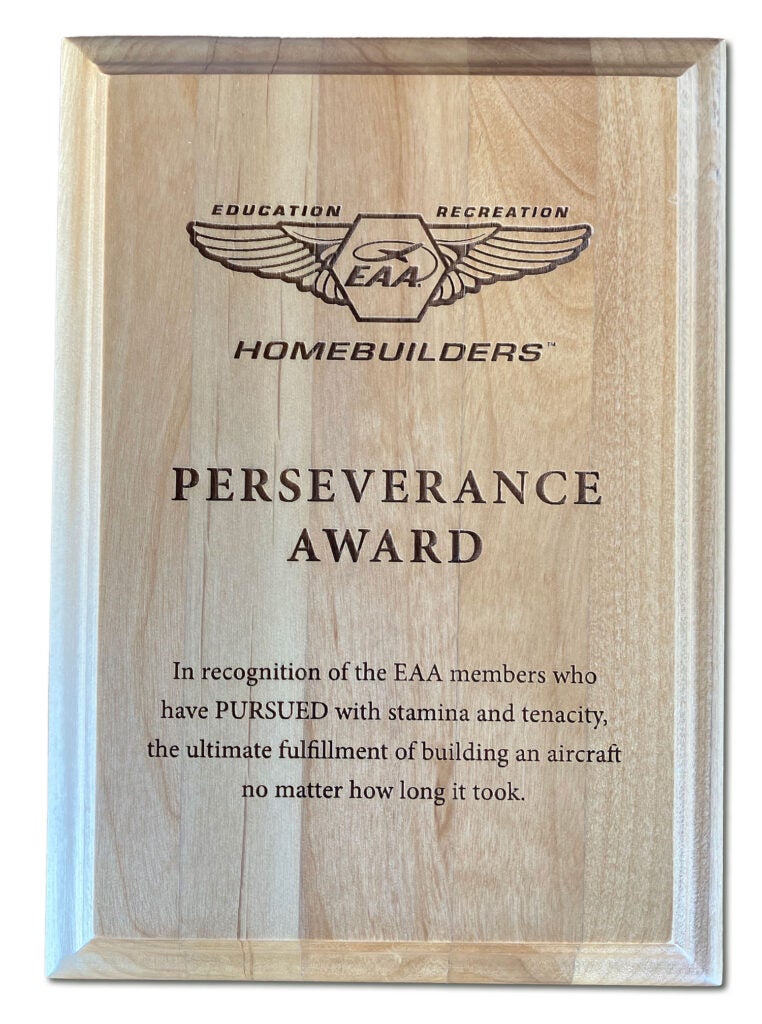 EDUCATION RECREATION
EAA®
HOMEBUILDERS™
PERSEVERANCE
AWARD
In recognition of the EAA members who
have PURSUED with stamina and tenacity,
the ultimate fulfillment of building an aircraft
no matter how long it took.